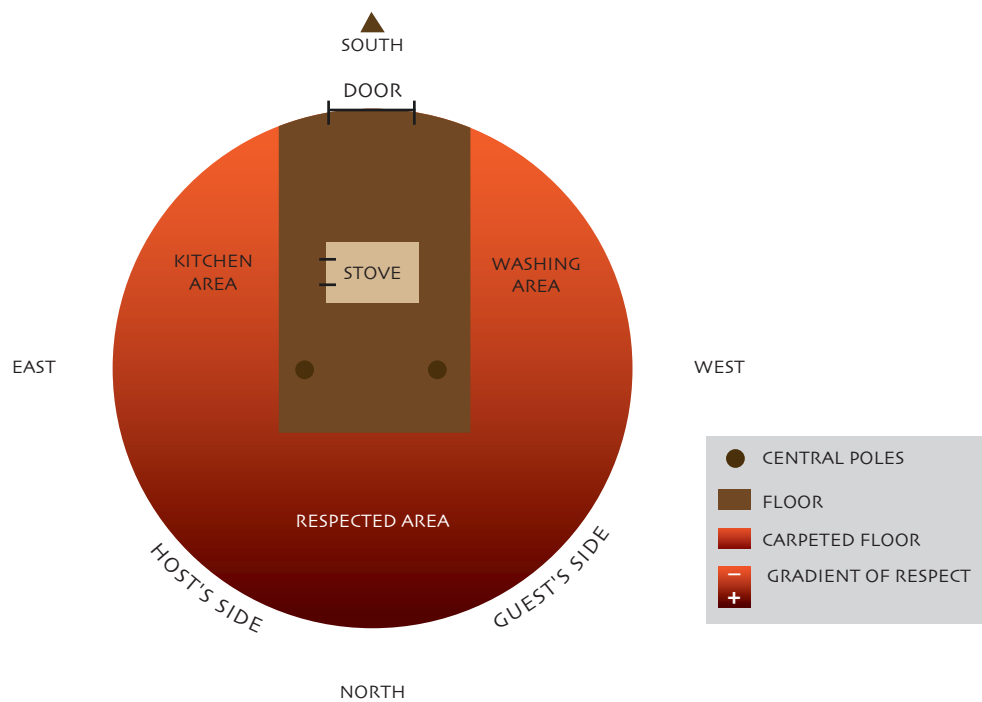 SOUTH
DOOR
KITCHEN
AREA
STOVE
WASHING
AREA
EAST
WEST
RESPECTED AREA
HOST'S SIDE
GUEST'S SIDE
NORTH
CENTRAL POLES
FLOOR
CARPETED FLOOR
−
+
GRADIENT OF RESPECT